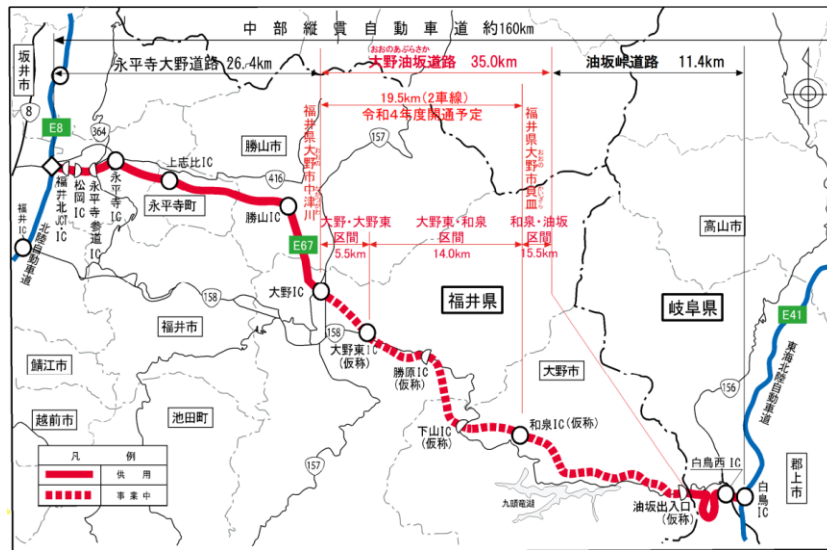 中部縦貫自動車道 約160km
永平寺大野道路 26.4km
おおのあぶらさか
大野油坂道路 35.0km
油坂峠道路 11.4km
19.5km(2車線)
令和4年度開通予定
坂井市
8
E8
364
勝山市
157
416
上志比IC
永平寺町
福井北JCT・IC
松岡IC
永平寺参道IC
永平寺IC
福井IC
北陸自動車道
勝山IC
E67
福井県大野市中津川
福井県大野市貝皿
大野・大野東
区間
5.5km
大野東・和泉
区間
14.0km
和泉・油坂
区間
15.5km
高山市
大野IC
福井県
岐阜県
E41
158
福井市
158
大野東IC
(仮称)
勝原IC
(仮称)
大野市
東海北陸自動車道
156
鯖江市
越前市
池田町
下山IC
(仮称)
和泉IC(仮称)
157
九頭竜湖
油坂出入口
(仮称)
白鳥西IC
白鳥IC
郡上市
凡例
供用
事業中